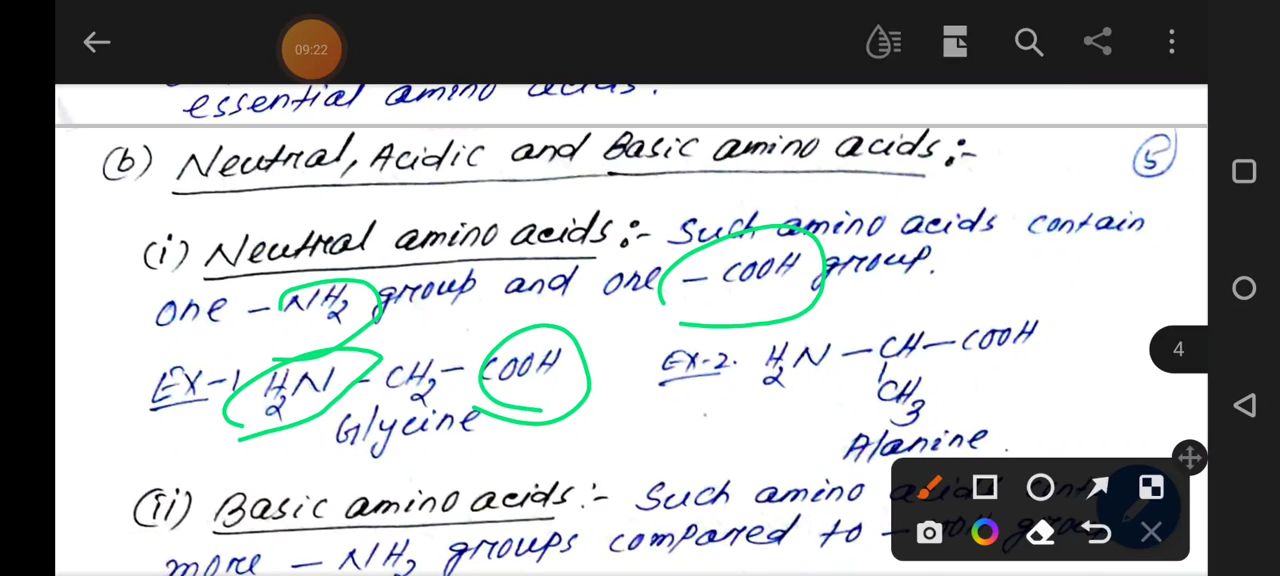 09:22
essential amino acids.
(b) Neutral, Acidic and Basic amino acids :-
5
(i) Neutral amino acids :- Such amino acids contain
one -NH2 group and one -COOH group.
Ex-1. H2N - CH2 - COOH
Glycine
Ex-2. H2N - CH - COOH
CH3
Alanine.
4
(ii) Basic amino acids :- Such amino
more - NH2 groups compared to -